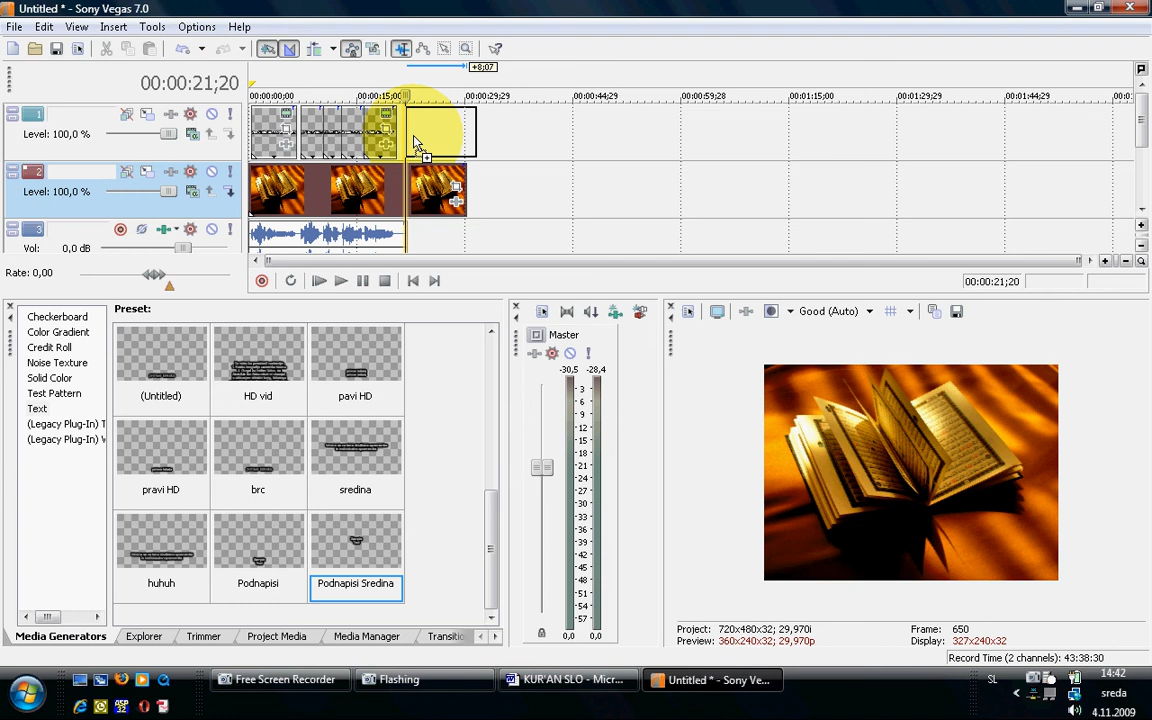 Untitled * - Sony Vegas 7.0
File Edit View Insert Tools Options Help
+8;07
00:00:21;20
00:00:00;00 00:00:15;00 00:00:29;29 00:00:44;29 00:00:59;28 00:01:15;00 00:01:29;29 00:01:44;29 00:0
1
Level: 100,0 %
2
Level: 100,0 %
3
Vol: 0,0 dB
Rate: 0,00
00:00:21;20
Checkerboard
Color Gradient
Credit Roll
Noise Texture
Solid Color
Test Pattern
Text
(Legacy Plug-In) T
(Legacy Plug-In)
Preset:
(Untitled) HD vid pavi HD
pravi HD brc sredina
huhuh Podnapisi Podnapisi Sredina
Media Generators Explorer Trimmer Project Media Media Manager Transitic
Master
-30,5 -28,4
3
6
9
12
15
18
21
24
27
30
33
36
39
42
45
48
51
54
57
0,0 0,0
Good (Auto)
Project: 720x480x32; 29,970i Frame: 650
Preview: 360x240x32; 29,970p Display: 327x240x32
Record Time (2 channels): 43:38:30
Free Screen Recorder Flashing KUR'AN SLO - Micr... Untitled * - Sony Ve...
SL 14:42
sreda
4.11.2009